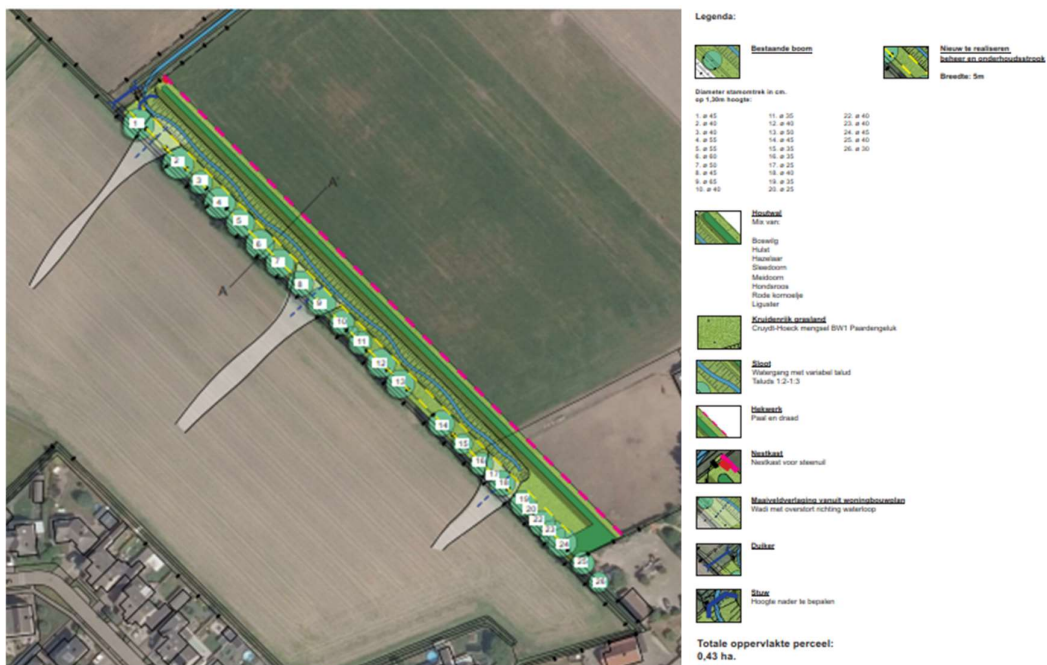 Legenda:
Bestaande boom
Nieuw te realiseren
beheer en onderhoudsstrook
Breedte: 5m
Diameter stamomtrek in cm.
op 1,30m hoogte:
1. ø 45
2. ø 40
3. ø 40
4. ø 55
5. ø 55
6. ø 60
7. ø 50
8. ø 45
9. ø 65
10. ø 40
11. ø 35
12. ø 40
13. ø 50
14. ø 45
15. ø 35
16. ø 35
17. ø 25
18. ø 40
19. ø 35
20. ø 25
22. ø 40
23. ø 40
24. ø 45
25. ø 40
26. ø 30
Houtwal
Mix van:
Boswilg
Hulst
Hazelaar
Sleedoorn
Meidoorn
Hondsroos
Rode kornoelje
Liguster
Kruidenrijk grasland
Cruydt-Hoeck mengsel BW1 Paardengeluk
Sloot
Watergang met variabel talud
Taluds 1:2-1:3
Hekwerk
Paal en draad
Nestkast
Nestkast voor steenuil
Maaiveldverlaging vanuit woningbouwplan
Wadi met overstort richting waterloop
Duiker
Stuw
Hoogte nader te bepalen
Totale oppervlakte perceel:
0,43 ha.
1
2
3
4
5
6
7
8
9
10
11
12
13
14
15
16
17
18
19
20
22
23
24
25
26
A'
A